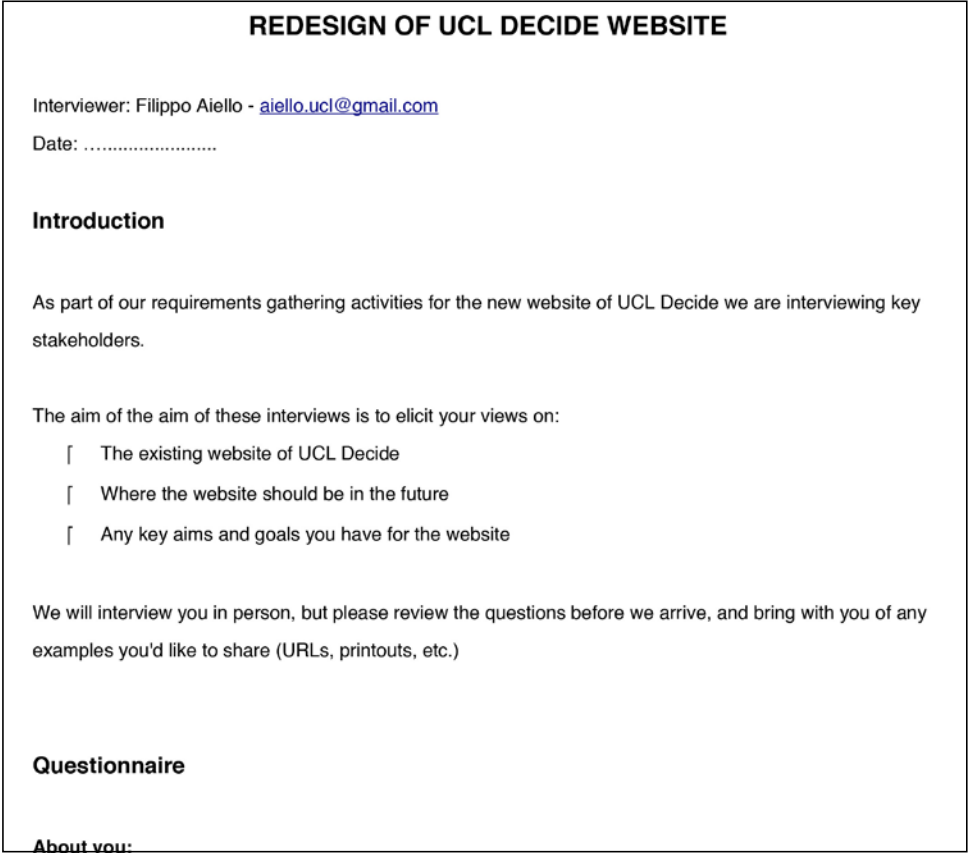 REDESIGN OF UCL DECIDE WEBSITE
Interviewer: Filippo Aiello - aiello.ucl@gmail.com
Date: ........................
Introduction
As part of our requirements gathering activities for the new website of UCL Decide we are interviewing key
stakeholders.
The aim of the aim of these interviews is to elicit your views on:
⌈ The existing website of UCL Decide
⌈ Where the website should be in the future
⌈ Any key aims and goals you have for the website
We will interview you in person, but please review the questions before we arrive, and bring with you of any
examples you'd like to share (URLs, printouts, etc.)
Questionnaire
About you: